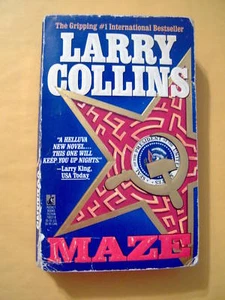 The Gripping #1 International Bestseller
LARRY
COLLINS
"A HELLUVA
NEW NOVEL....
THIS ONE WILL
KEEP YOU UP NIGHTS."
—Larry King,
USA Today
MAZE